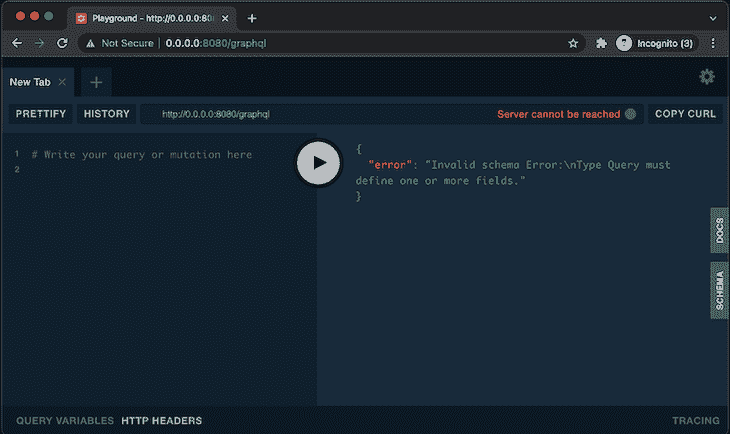 Playground - http://0.0.0.0:80
Not Secure | 0.0.0.0:8080/graphql
Incognito (3)
New Tab
PRETTIFY HISTORY http://0.0.0.0:8080/graphql Server cannot be reached COPY CURL
1 # Write your query or mutation here
2
{
"error": "Invalid schema Error:\nType Query must
define one or more fields."
}
DOCS
SCHEMA
QUERY VARIABLES HTTP HEADERS TRACING